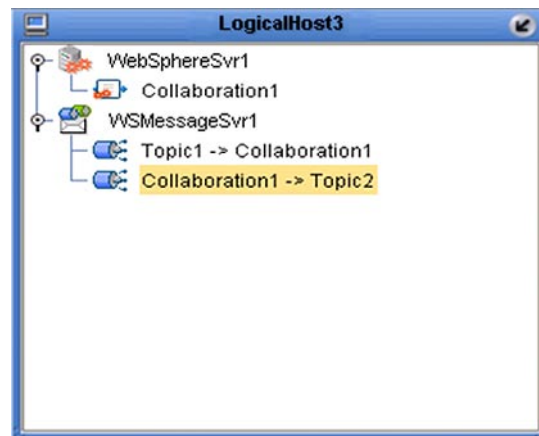 LogicalHost3
WebSphereSvr1
Collaboration1
WSMessageSvr1
Topic1 -> Collaboration1
Collaboration1 -> Topic2